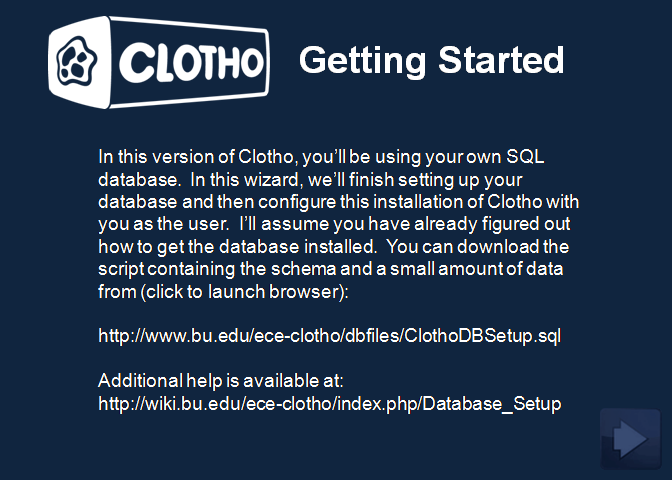 CLOTHO
Getting Started
In this version of Clotho, you'll be using your own SQL
database.  In this wizard, we'll finish setting up your
database and then configure this installation of Clotho with
you as the user.  I'll assume you have already figured out
how to get the database installed.  You can download the
script containing the schema and a small amount of data
from (click to launch browser):
http://www.bu.edu/ece-clotho/dbfiles/ClothoDBSetup.sql
Additional help is available at:
http://wiki.bu.edu/ece-clotho/index.php/Database_Setup